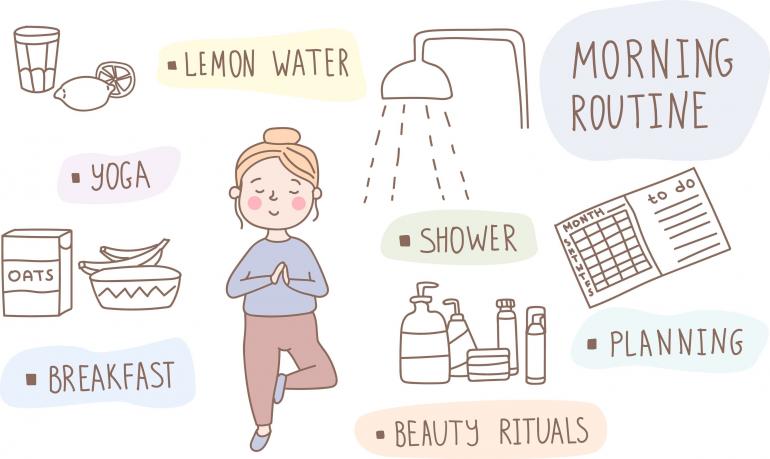 LEMON WATER
MORNING
ROUTINE
YOGA
MONTH
to do
SHOWER
OATS
PLANNING
BREAKFAST
BEAUTY RITUALS